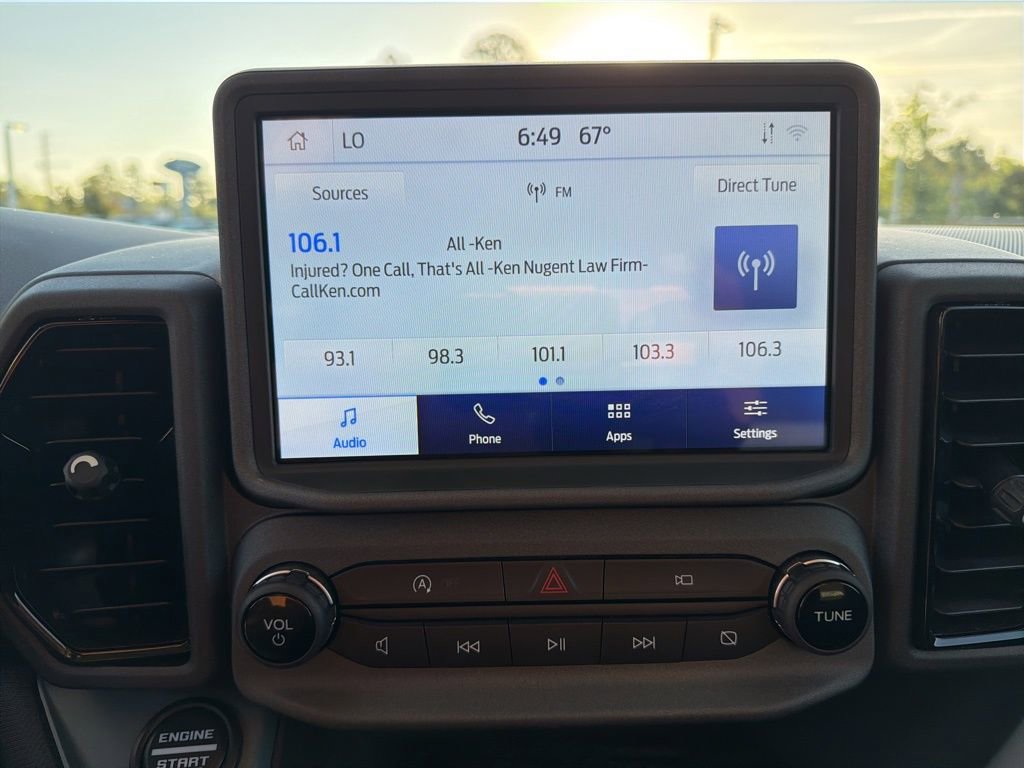 LO 6:49 67°
Sources FM Direct Tune
106.1 All -Ken
Injured? One Call, That's All -Ken Nugent Law Firm-
CallKen.com
93.1 98.3 101.1 103.3 106.3
Audio Phone Apps Settings
A OFF
VOL TUNE
ENGINE
START